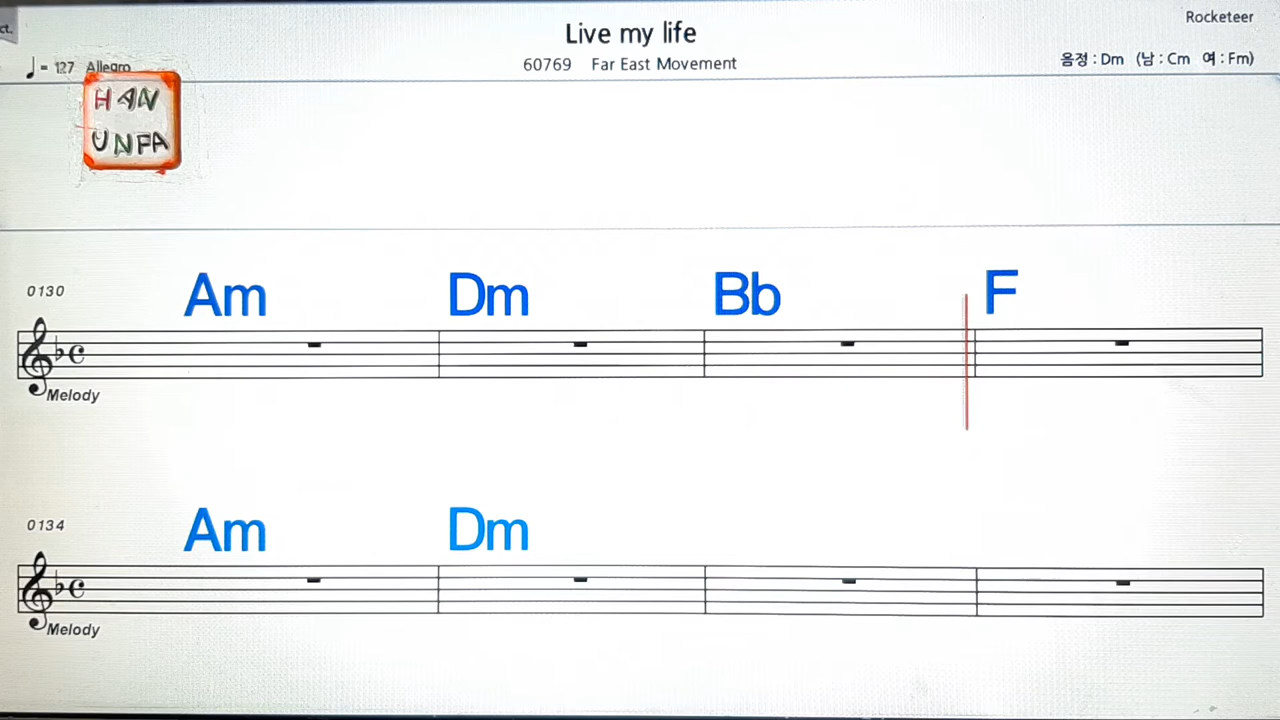 ct.
Live my life
Rocketeer
♩ = 127 Allegro
60769 Far East Movement
음정 : Dm (남 : Cm 여 : Fm)
HAN
UNPA
0130
Am Dm Bb F
Melody
0134
Am Dm
Melody